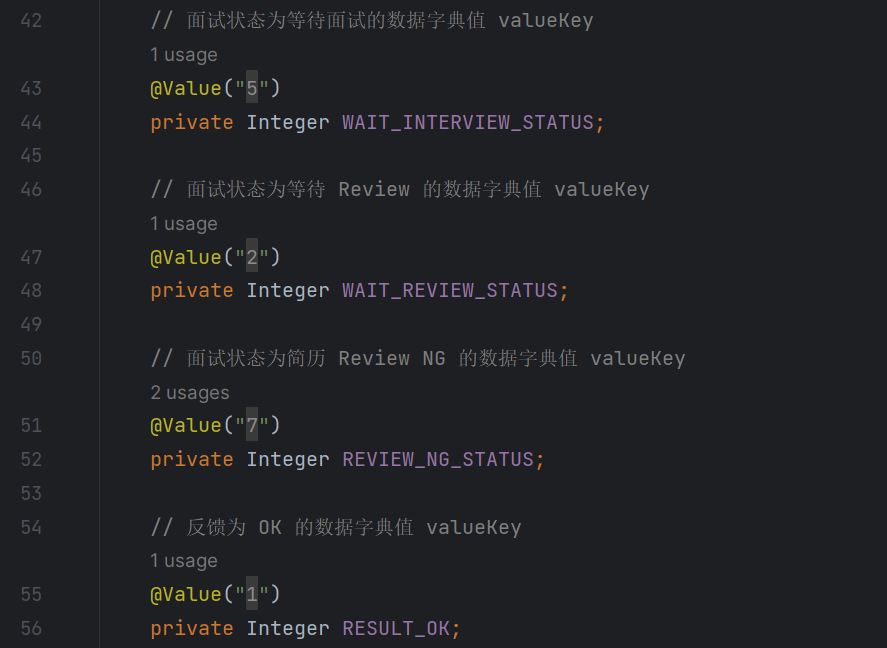 42 // 面试状态为等待面试的数据字典值 valueKey
1 usage
43 @Value("5")
44 private Integer WAIT_INTERVIEW_STATUS;
45
46 // 面试状态为等待 Review 的数据字典值 valueKey
1 usage
47 @Value("2")
48 private Integer WAIT_REVIEW_STATUS;
49
50 // 面试状态为简历 Review NG 的数据字典值 valueKey
2 usages
51 @Value("7")
52 private Integer REVIEW_NG_STATUS;
53
54 // 反馈为 OK 的数据字典值 valueKey
1 usage
55 @Value("1")
56 private Integer RESULT_OK;